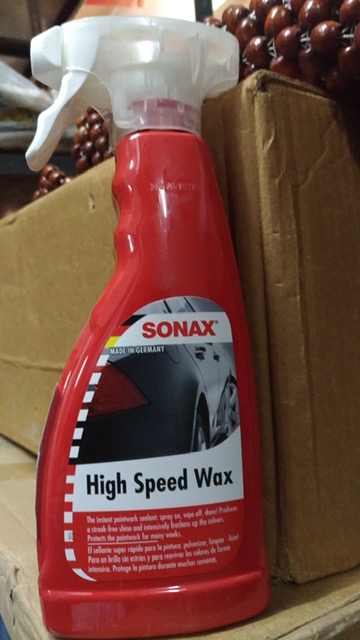 SONAX®
MADE IN GERMANY
High Speed Wax
The instant paintwork sealant: spray on, wipe off, done! Produces
a streak-free shine and intensively freshens up the colours.
Protects the paintwork for many weeks.
El sellante super rápido para la pintura: pulverizar, limpiar - listo!
Para un brillo sin estrías y para reavivar los colores de forma
intensiva. Protege la pintura durante muchas semanas.